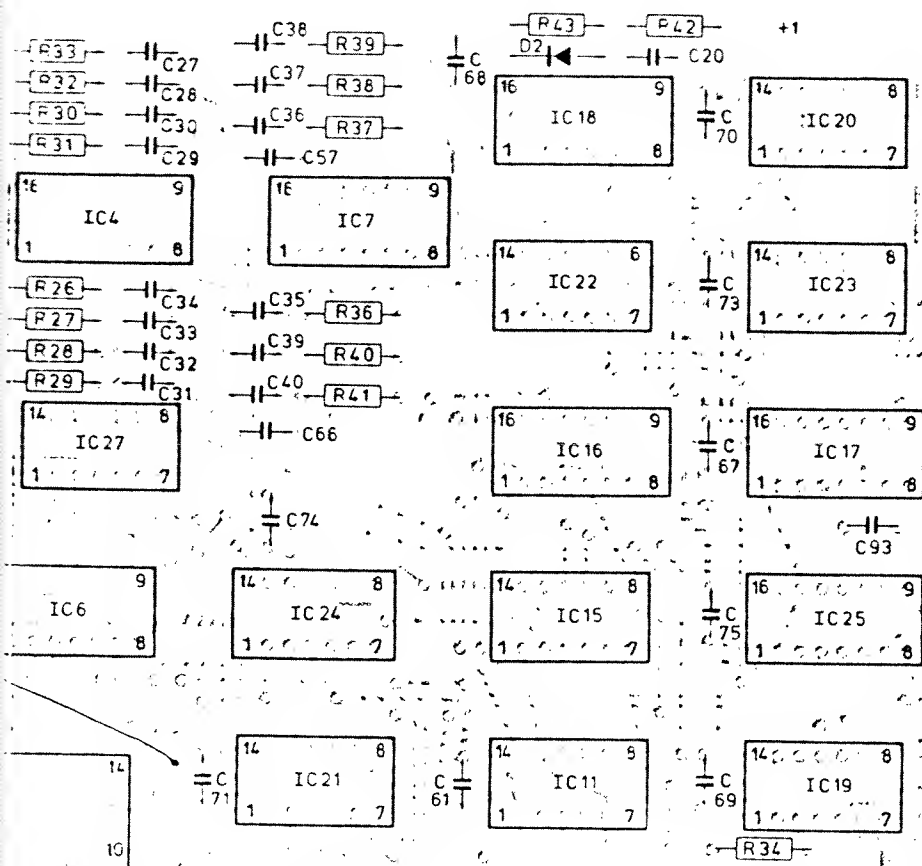 R43 R42 +1
C38 R39 D2 C20
R33 C27 C 68
R32 C28 C37 R38 16 9 14 8
R30 C30 C36 R37 IC18 C 70 IC20
R31 C29 C57 1 8 1 7
16 9 16 9
IC4 IC7
1 8 1 8
14 6 14 8
R26 C34 C35 R36 IC22 C 73 IC23
R27 C33 1 7 1 7
R28 C32 C39 R40
R29 C31 C40 R41
14 8 16 9 16 9
IC27 C66 IC16 C 67 IC17
1 7 1 8 1 8
C74 C93
9 14 8 14 8 16 9
IC6 IC24 IC15 C 75 IC25
8 1 7 1 7 1 8
14 14 8 14 8 14 8
C 71 IC21 C 61 IC11 C 69 IC19
1 7 1 7 1 7
10 R34